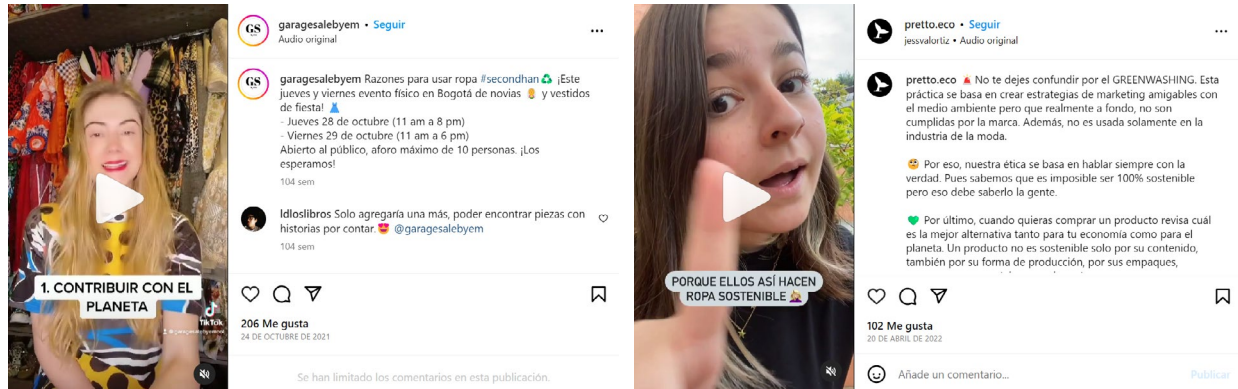 1. CONTRIBUIR CON EL
PLANETA
TikTok
GS
garagesalebyem • Seguir
Audio original
GS
garagesalebyem Razones para usar ropa #secondhan♻️ ¡Este
jueves y viernes evento físico en Bogotá de novias 👰 y vestidos
de fiesta! 👗
- Jueves 28 de octubre (11 am a 8 pm)
- Viernes 29 de octubre (11 am a 6 pm)
Abierto al público, aforo máximo de 10 personas. ¡Los
esperamos!
104 sem
ldloslibros Solo agregaría una más, poder encontrar piezas con
historias por contar.😍 @garagesalebyem
104 sem
206 Me gusta
24 DE OCTUBRE DE 2021
Se han limitado los comentarios en esta publicación.
PORQUE ELLOS ASÍ HACEN
ROPA SOSTENIBLE 🤦‍♀️
pretto.eco • Seguir
jessvalortiz • Audio original
pretto.eco 🚨 No te dejes confundir por el GREENWASHING. Esta
práctica se basa en crear estrategias de marketing amigables con
el medio ambiente pero que realmente a fondo, no son
cumplidas por la marca. Además, no es usada solamente en la
industria de la moda.
Por eso, nuestra ética se basa en hablar siempre con la
verdad. Pues sabemos que es imposible ser 100% sostenible
pero eso debe saberlo la gente.
💚 Por último, cuando quieras comprar un producto revisa cuál
es la mejor alternativa tanto para tu economía como para el
planeta. Un producto no es sostenible solo por su contenido,
también por su forma de producción, por sus empaques,
102 Me gusta
20 DE ABRIL DE 2022
Añade un comentario...
Publicar